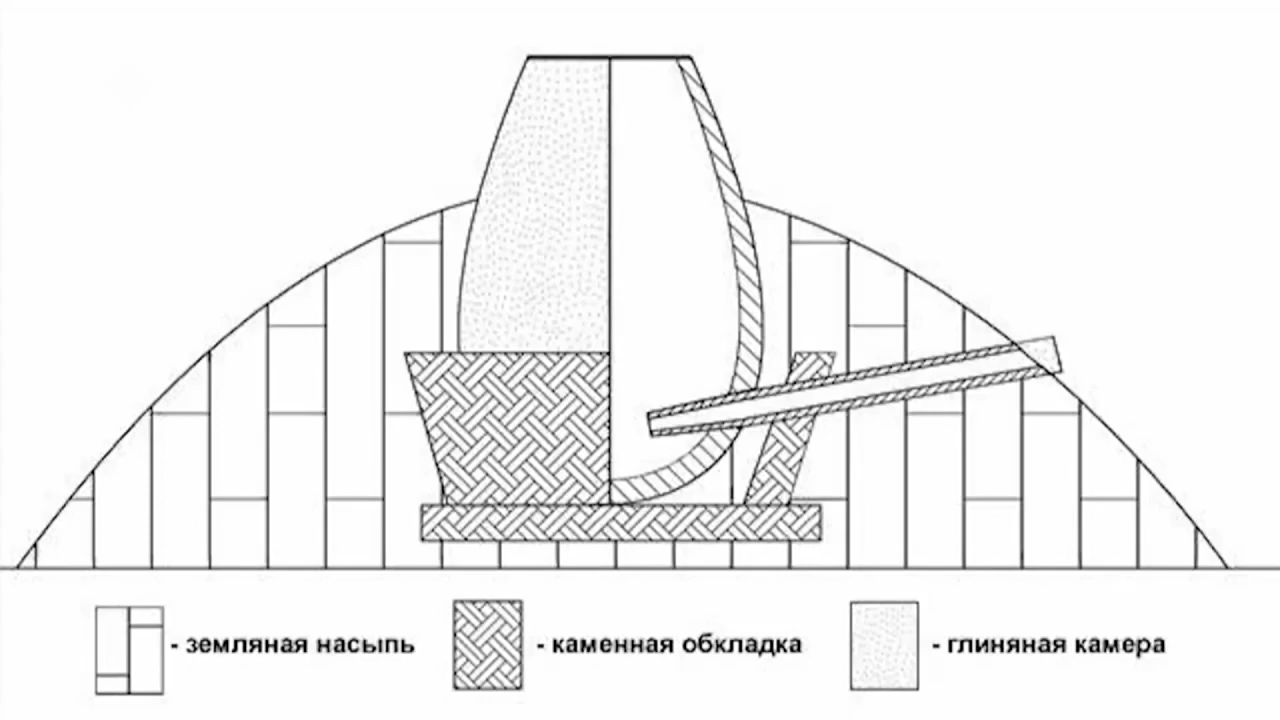 - земляная насыпь
- каменная обкладка
- глиняная камера